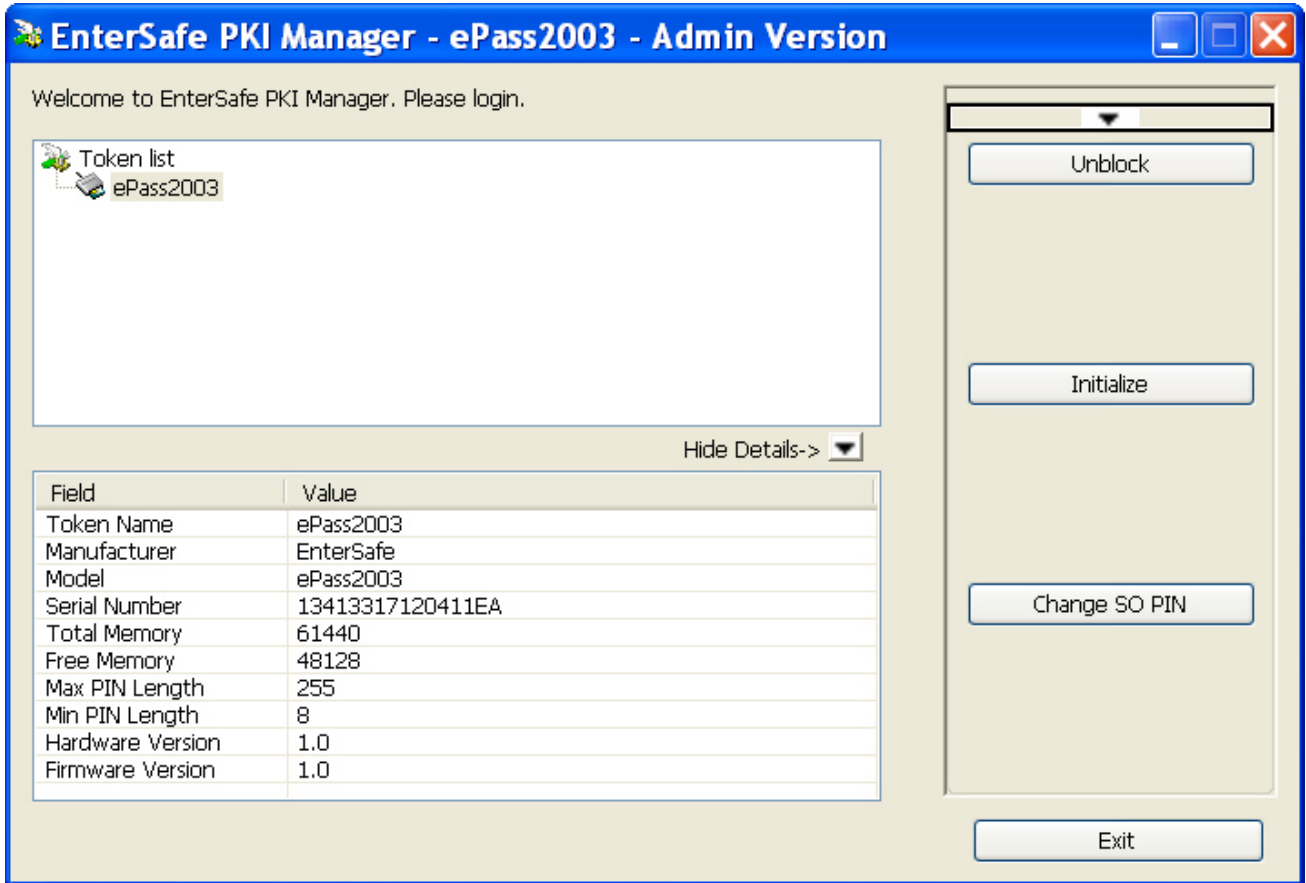 EnterSafe PKI Manager - ePass2003 - Admin Version
Welcome to EnterSafe PKI Manager. Please login.
Token list
ePass2003
Hide Details->
Field Value
Token Name ePass2003
Manufacturer EnterSafe
Model ePass2003
Serial Number 13413317120411EA
Total Memory 61440
Free Memory 48128
Max PIN Length 255
Min PIN Length 8
Hardware Version 1.0
Firmware Version 1.0
Unblock
Initialize
Change SO PIN
Exit